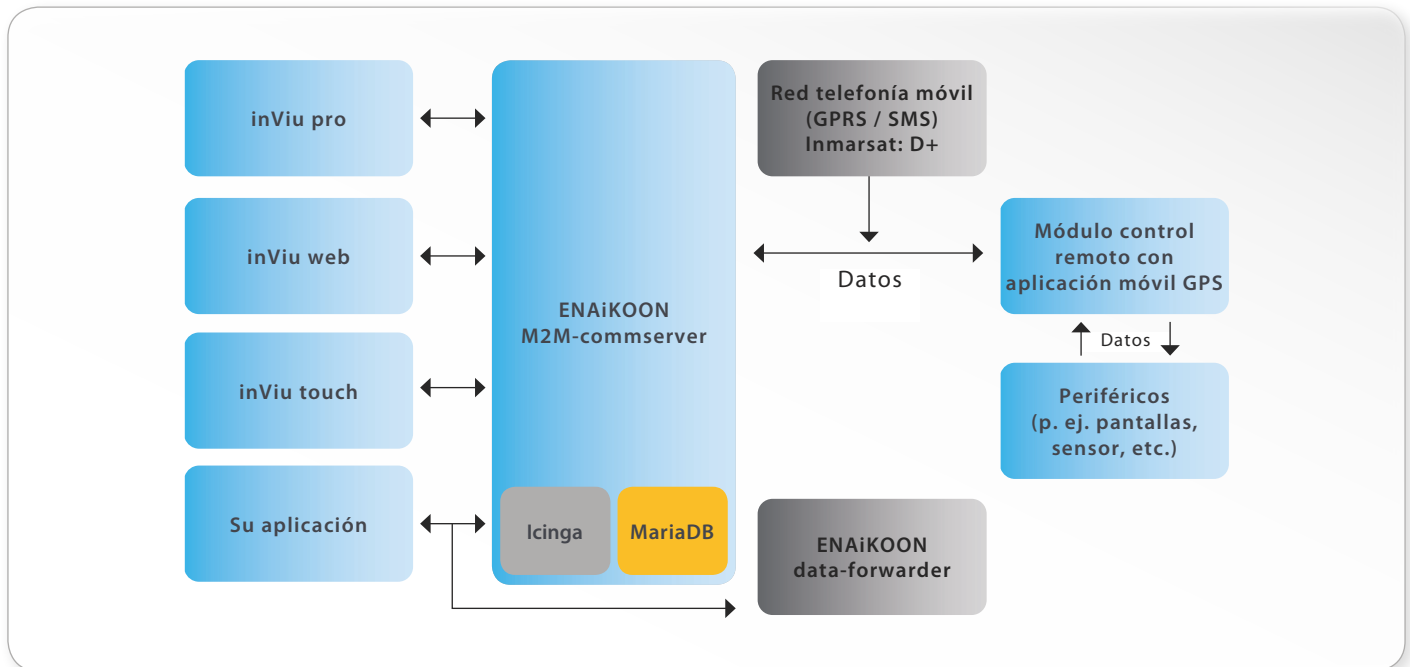 inViu pro
inViu web
inViu touch
Su aplicación
ENAiKOON
M2M-commserver
Icinga
MariaDB
Red telefonía móvil
(GPRS / SMS)
Inmarsat: D+
Datos
Módulo control
remoto con
aplicación móvil GPS
Datos
Periféricos
(p. ej. pantallas,
sensor, etc.)
ENAiKOON
data-forwarder